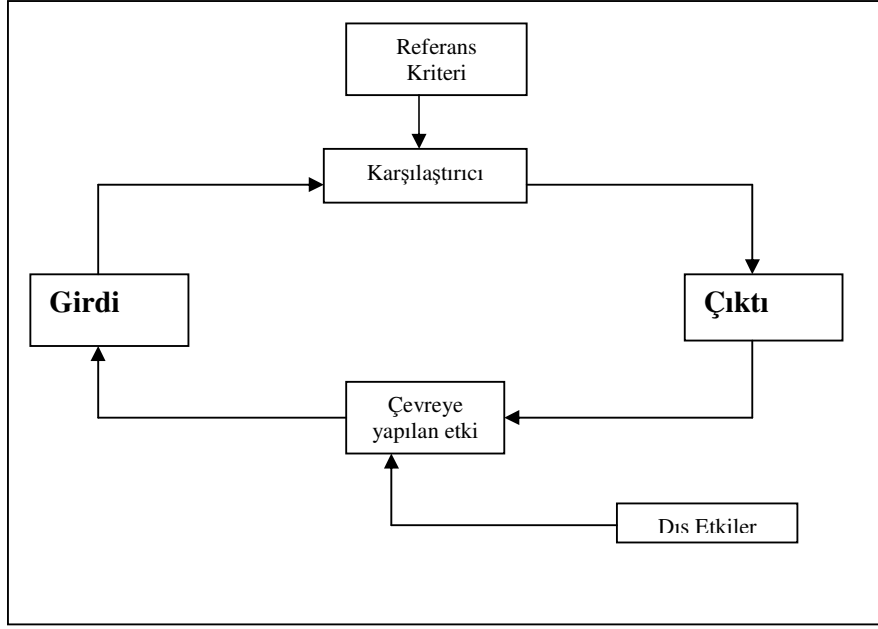 Referans
Kriteri
Karşılaştırıcı
Girdi
Çıktı
Çevreye
yapılan etki
Dış Etkiler